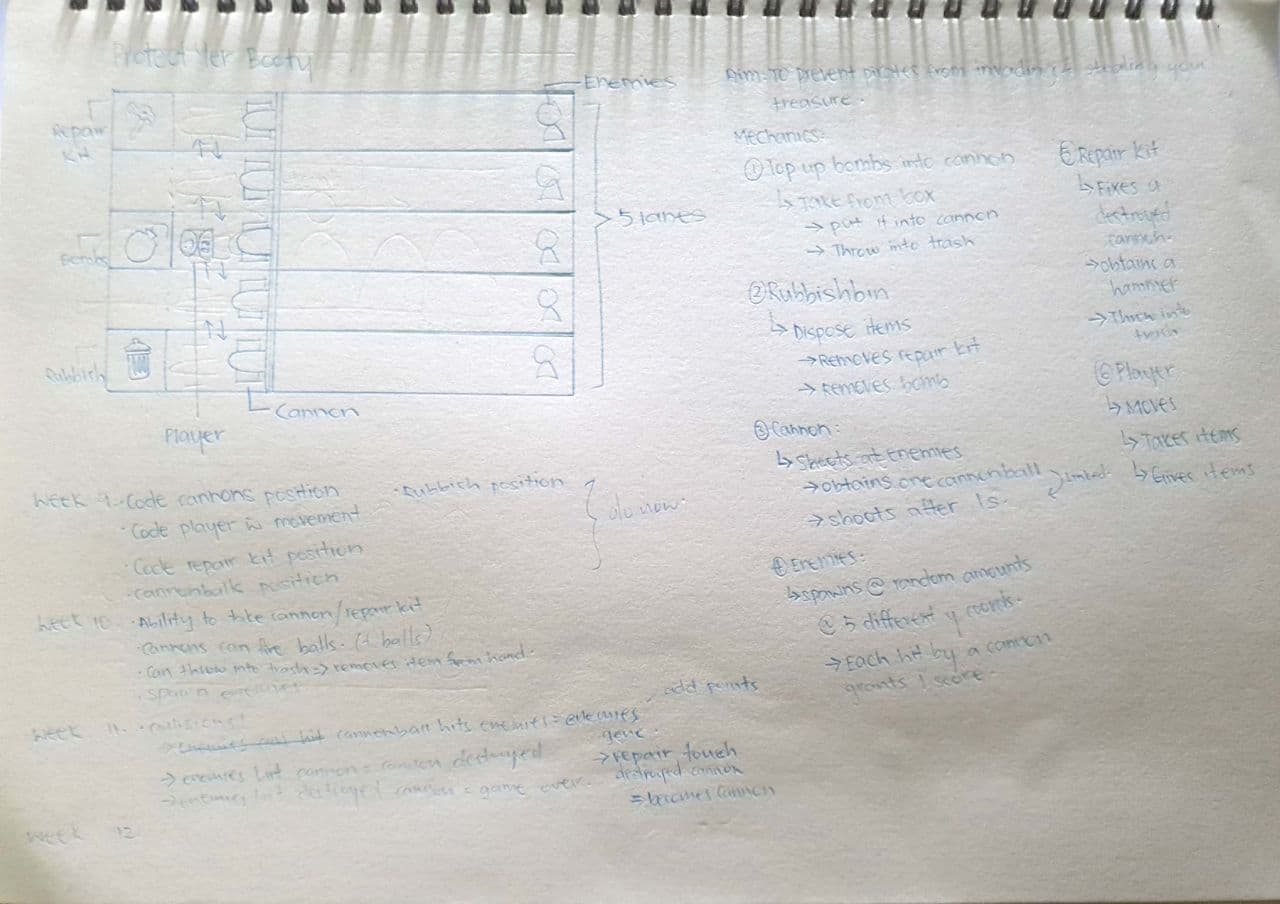 Protect Yer Booty
Enemies
Repair
Kit
Bombs
5 lanes
Rubbish
Cannon
Player
Aim: To prevent pirates from invading & stealing your
treasure.
Mechanics:
① Top up bombs into cannon
↳ Take from box
→ put it into cannon
→ Throw into trash
② Rubbishbin
↳ Dispose items
→ Removes repair kit
→ Removes bomb
③ Cannon:
↳ Shoots at enemies
→ obtains one cannonball
→ shoots after 1s.
④ Enemies:
↳ spawns @ random amounts
@ 5 different y coords.
→ Each hit by a cannon
grants 1 score.
⑤ Repair kit
↳ Fixes a
destroyed
cannon.
→ obtains a
hammer
→ Throw into
trash
⑥ Player
↳ Moves
↳ Takes items
↳ Gives items
Week 9. · Code cannons position
· Rubbish position
· Code player w movement
do now.
· Code repair kit position
· cannonballs position
Week 10 · Ability to take cannon/repair kit
· Cannons can fire balls. balls)
· Can throw into trash => removes item from hand.
· spawn enemies
Week 11. · collisions!
cannonball hits enemies = enemies
gone.
add points
→ enemies hit cannon = cannon destroyed
→ enemies hit destroyed cannon = game over.
→ repair touch
destroyed cannon
= becomes cannon
Week 12